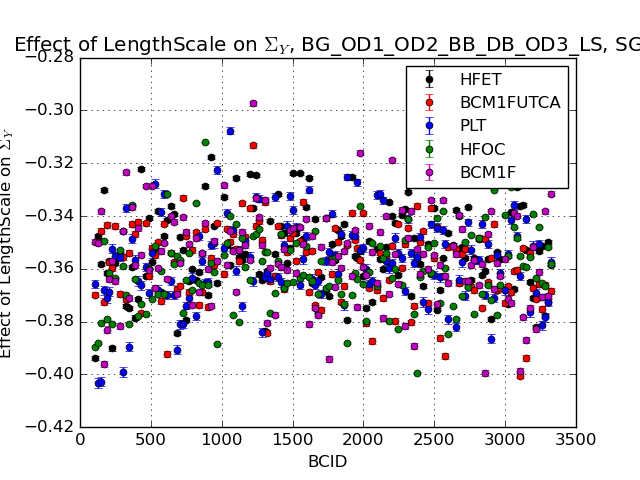 Effect of LengthScale on Σ_Y, BG_OD1_OD2_BB_DB_OD3_LS, SG
−0.28
−0.30
−0.32
−0.34
−0.36
−0.38
−0.40
−0.42
Effect of LengthScale on Σ_Y
HFET
BCM1FUTCA
PLT
HFOC
BCM1F
0 500 1000 1500 2000 2500 3000 3500
BCID